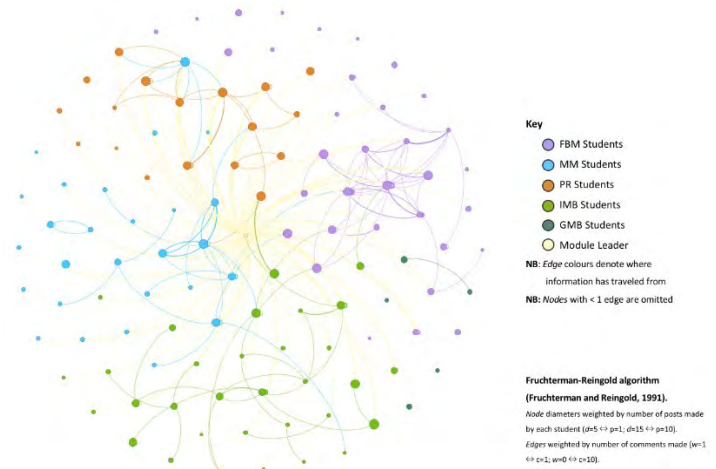 Key
FBM Students
MM Students
PR Students
IMB Students
GMB Students
Module Leader
NB: Edge colours denote where
information has traveled from
NB: Nodes with < 1 edge are omitted
Fruchterman-Reingold algorithm
(Fruchterman and Reingold, 1991).
Node diameters weighted by number of posts made
by each student (d=5 ⇔ p=1; d=15 ⇔ p=10).
Edges weighted by number of comments made (w=1
⇔ c=1; w=0 ⇔ c=10).